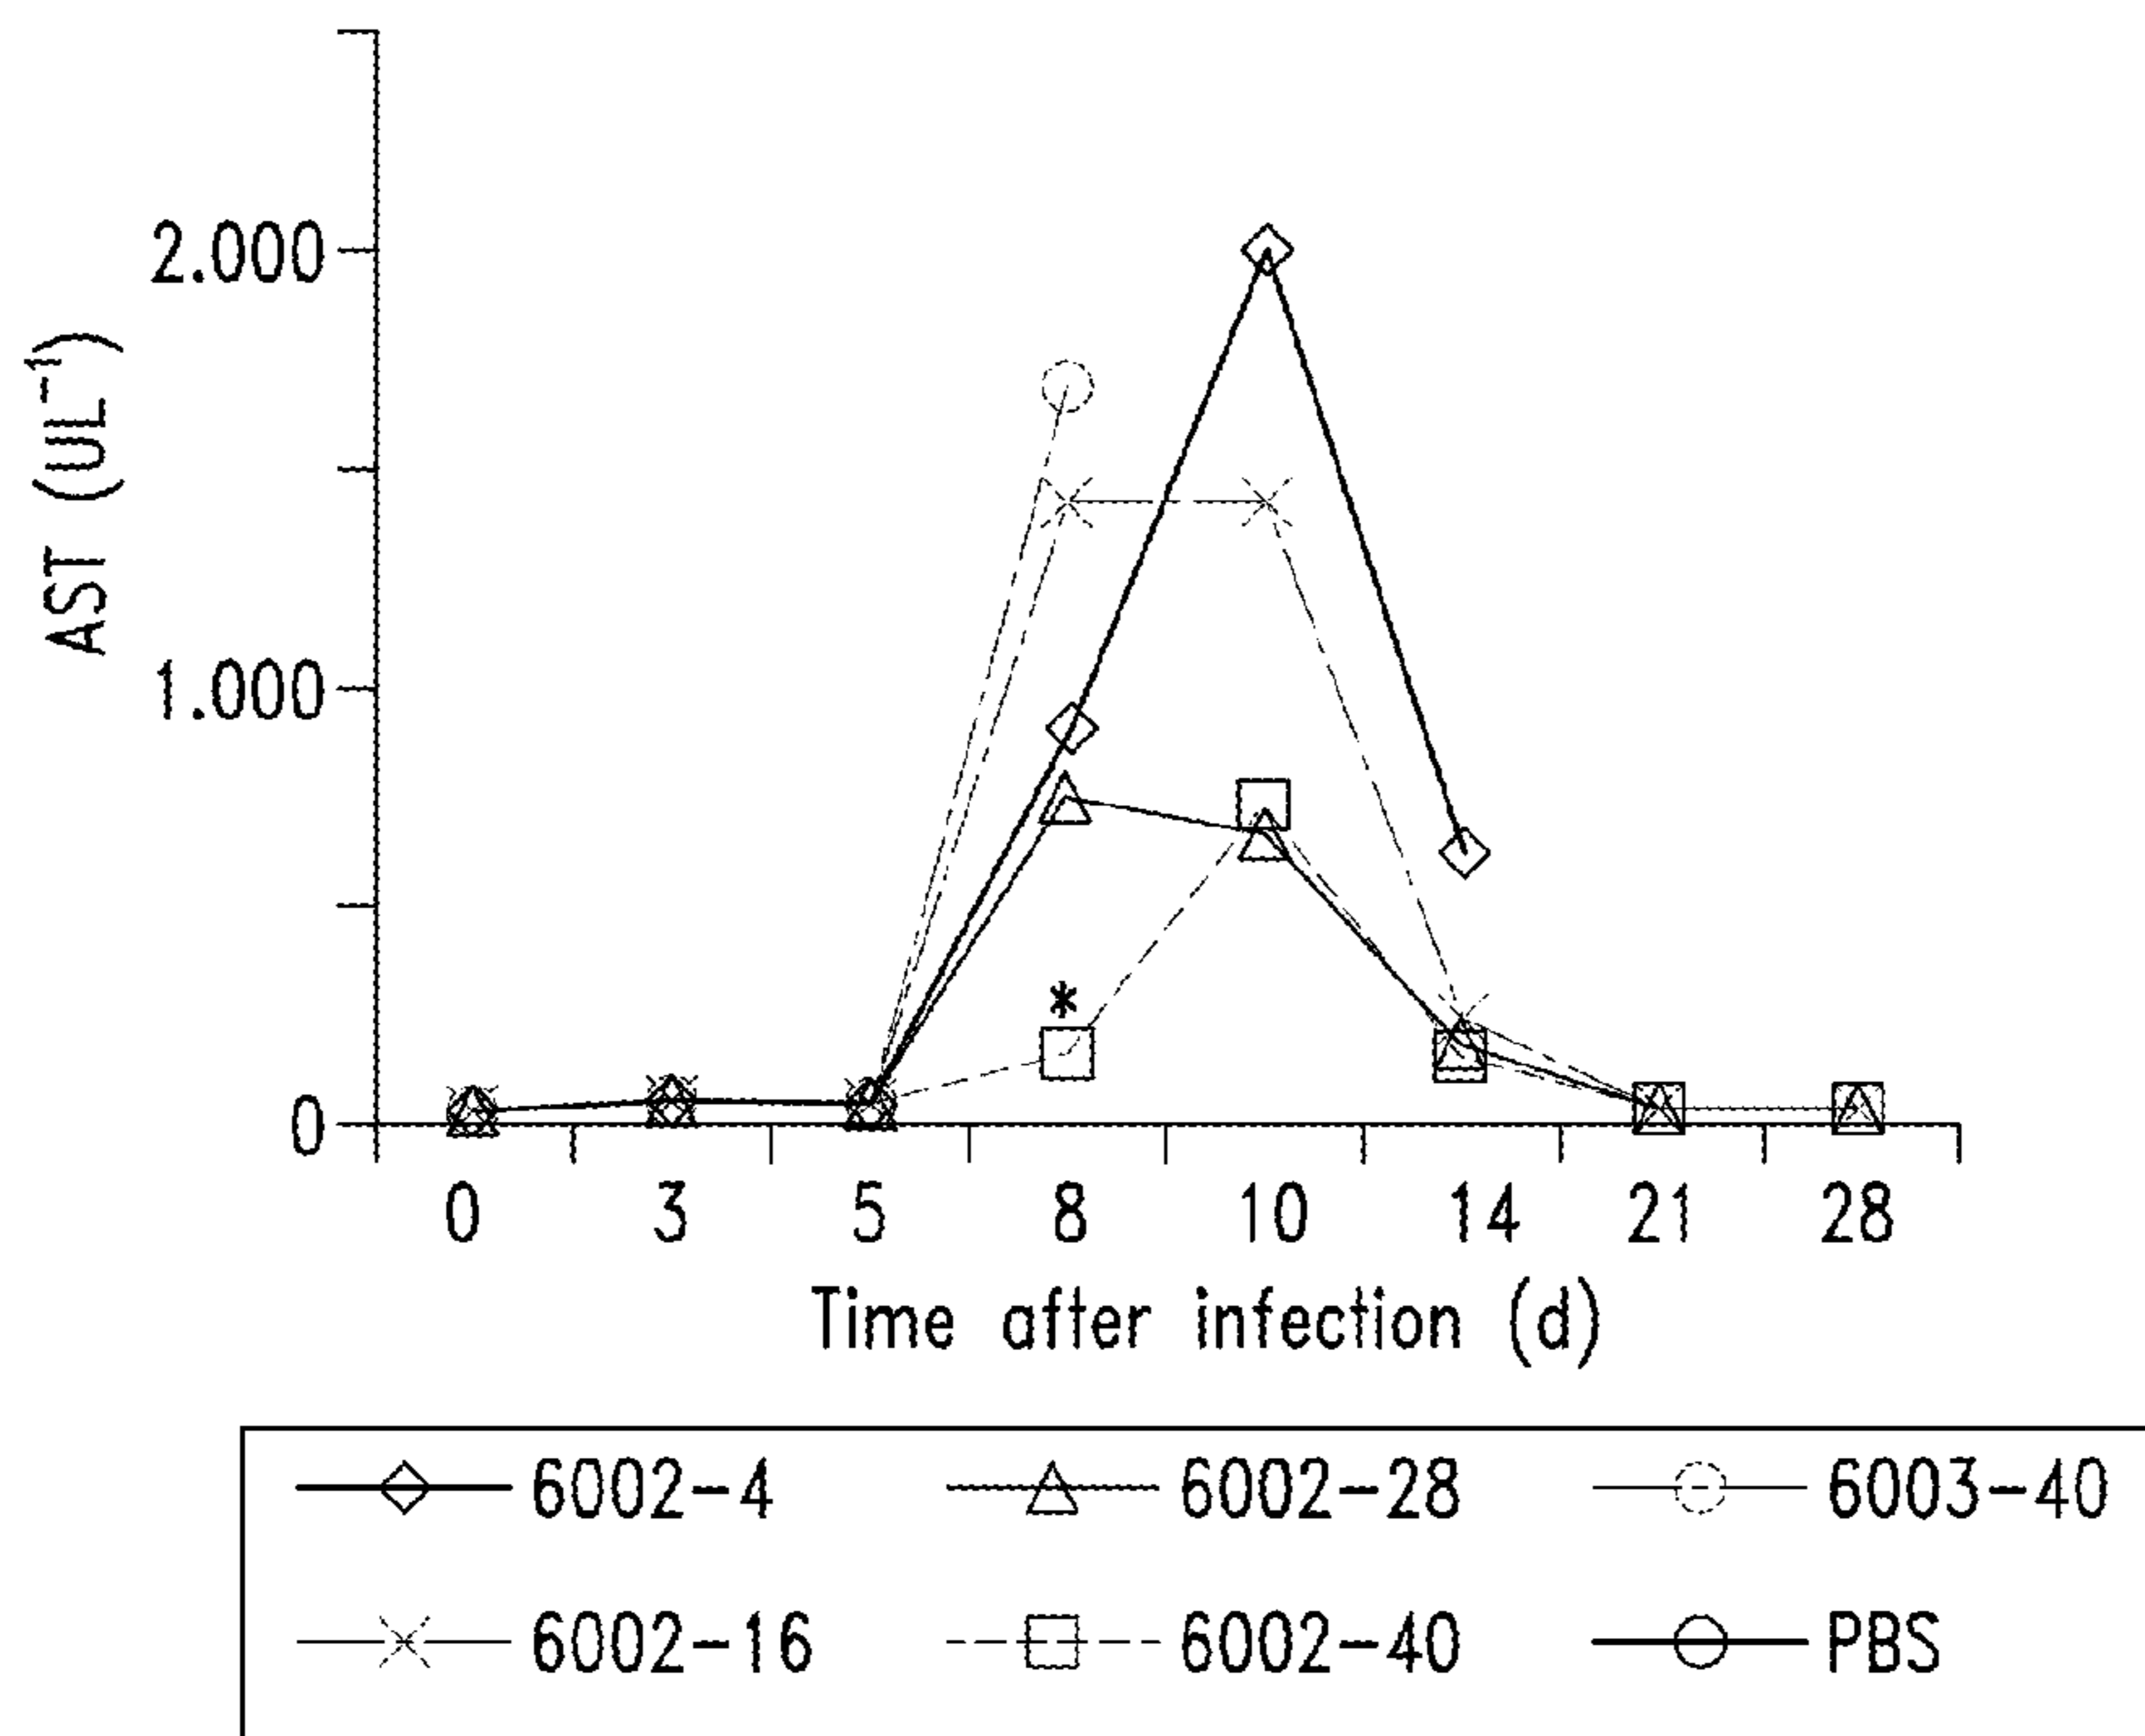 AST (UL⁻¹)
2.000
1.000
0
*
0 3 5 8 10 14 21 28
Time after infection (d)
6002-4 6002-28 6003-40
6002-16 6002-40 PBS